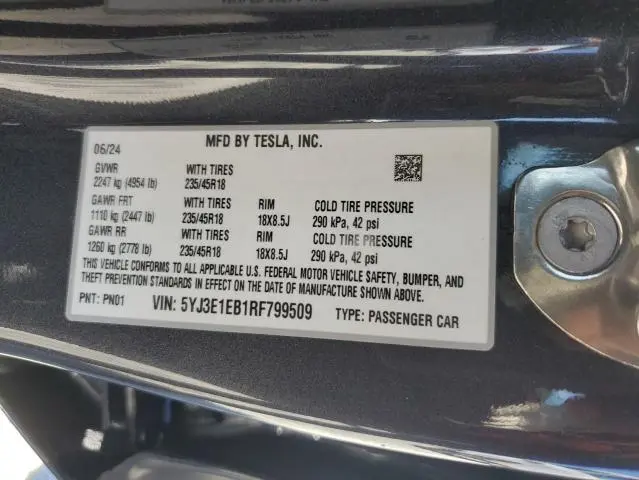 06/24 MFD BY TESLA, INC.
GVWR WITH TIRES
2247 kg (4954 lb) 235/45R18
GAWR FRT WITH TIRES RIM COLD TIRE PRESSURE
1110 kg (2447 lb) 235/45R18 18X8.5J 290 kPa, 42 psi
GAWR RR WITH TIRES RIM COLD TIRE PRESSURE
1260 kg (2778 lb) 235/45R18 18X8.5J 290 kPa, 42 psi
THIS VEHICLE CONFORMS TO ALL APPLICABLE U.S. FEDERAL MOTOR VEHICLE SAFETY, BUMPER, AND
THEFT PREVENTION STANDARDS IN EFFECT ON THE DATE OF MANUFACTURE SHOWN ABOVE.
PNT: PN01 VIN: 5YJ3E1EB1RF799509 TYPE: PASSENGER CAR